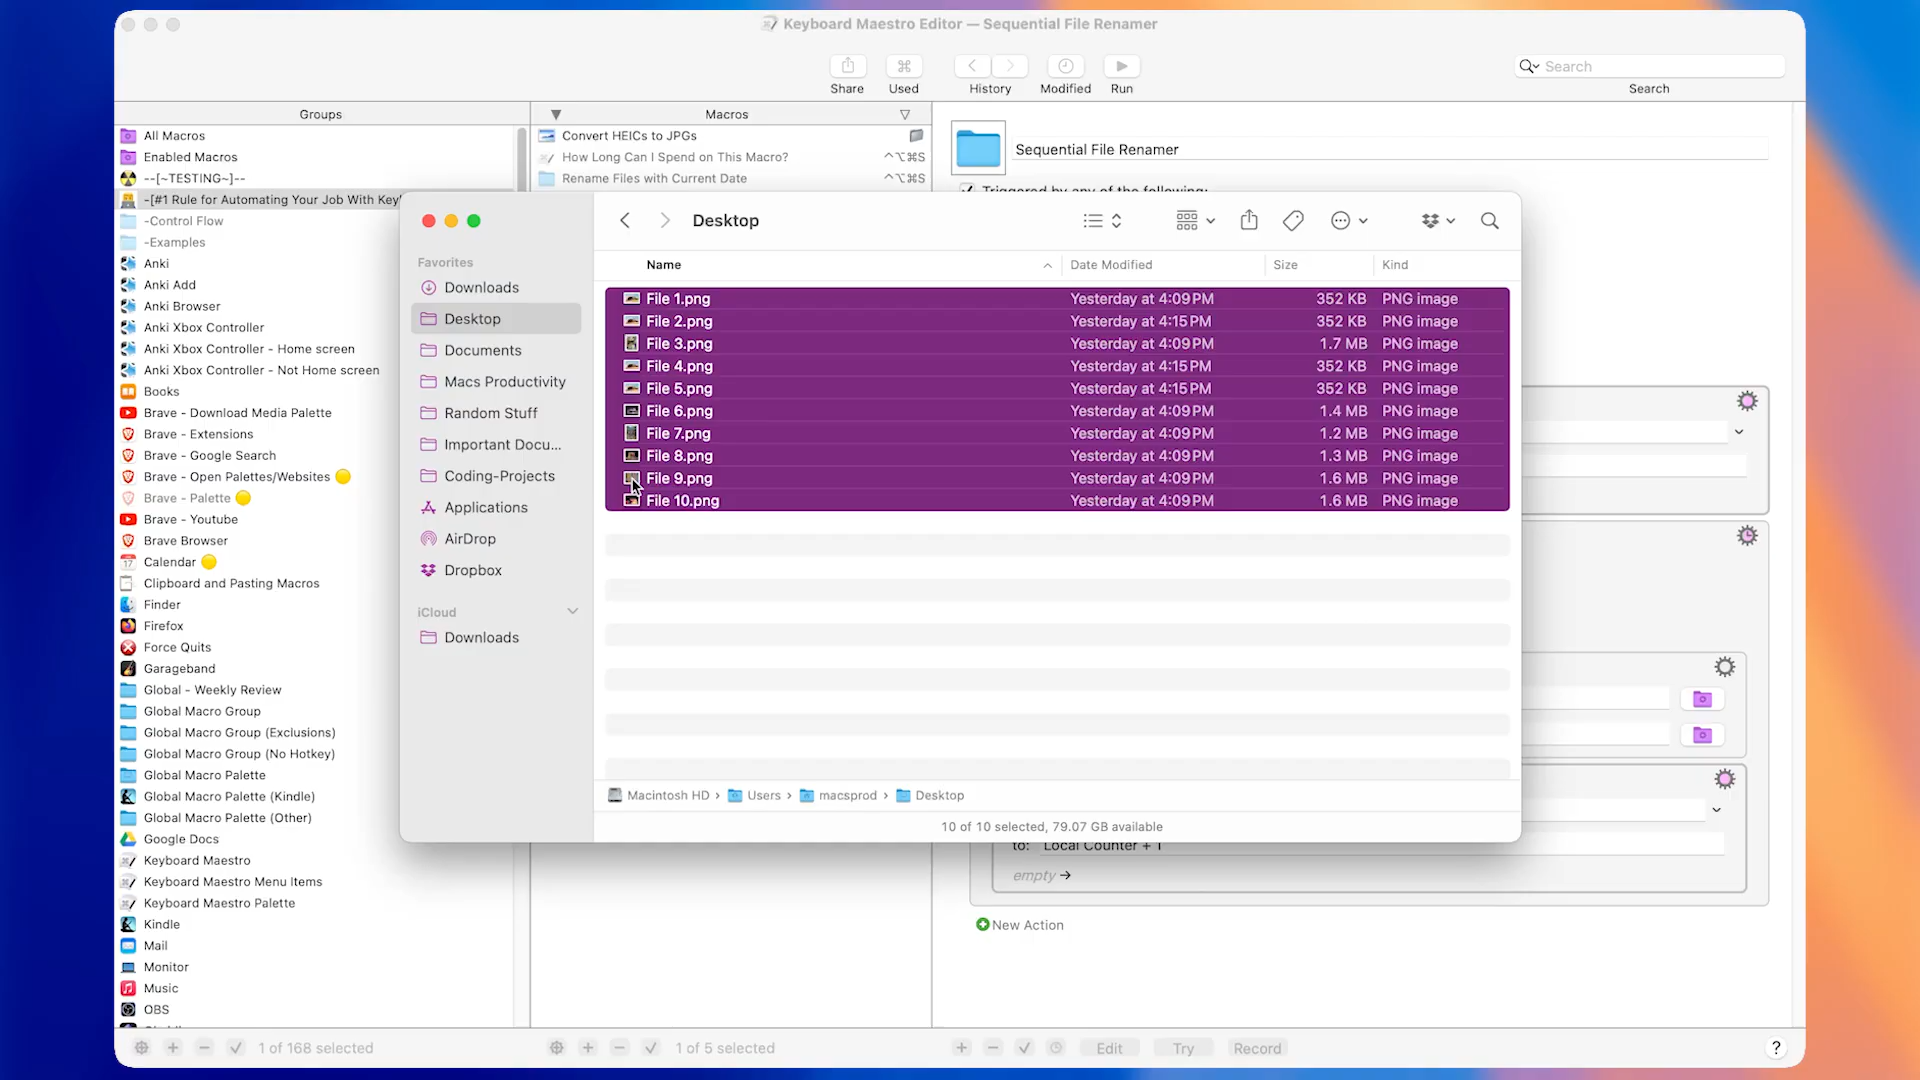 Keyboard Maestro Editor — Sequential File Renamer
Share
Used
History
Modified
Run
Search
Search
Groups
All Macros
Enabled Macros
--[~TESTING~]--
-[#1 Rule for Automating Your Job With
-Control Flow
-Examples
Anki
Anki Add
Anki Browser
Anki Xbox Controller
Anki Xbox Controller - Home screen
Anki Xbox Controller - Not Home screen
Books
Brave - Download Media Palette
Brave - Extensions
Brave - Google Search
Brave - Open Palettes/Websites
Brave - Palette
Brave - Youtube
Brave Browser
Calendar
17
Clipboard and Pasting Macros
Finder
Firefox
Force Quits
Garageband
Global - Weekly Review
Global Macro Group
Global Macro Group (Exclusions)
Global Macro Group (No Hotkey)
Global Macro Palette
Global Macro Palette (Kindle)
Global Macro Palette (Other)
Google Docs
Keyboard Maestro
Keyboard Maestro Menu Items
Keyboard Maestro Palette
Kindle
Mail
Monitor
Music
OBS
1 of 168 selected
Macros
Convert HEICs to JPGs
How Long Can I Spend on This Macro? ^⌥⌘S
Rename Files with Current Date ^⌥⌘S
1 of 5 selected
Sequential File Renamer
Triggered by any of the following:
to: Local Counter + 1
empty →
New Action
Edit
Try
Record
?
Desktop
Favorites
Downloads
Desktop
Documents
Macs Productivity
Random Stuff
Important Docu...
Coding-Projects
Applications
AirDrop
Dropbox
iCloud
Downloads
Name Date Modified Size Kind
File 1.png Yesterday at 4:09 PM 352 KB PNG image
File 2.png Yesterday at 4:15 PM 352 KB PNG image
File 3.png Yesterday at 4:09 PM 1.7 MB PNG image
File 4.png Yesterday at 4:15 PM 352 KB PNG image
File 5.png Yesterday at 4:15 PM 352 KB PNG image
File 6.png Yesterday at 4:09 PM 1.4 MB PNG image
File 7.png Yesterday at 4:09 PM 1.2 MB PNG image
File 8.png Yesterday at 4:09 PM 1.3 MB PNG image
File 9.png Yesterday at 4:09 PM 1.6 MB PNG image
File 10.png Yesterday at 4:09 PM 1.6 MB PNG image
Macintosh HD › Users › macsprod › Desktop
10 of 10 selected, 79.07 GB available